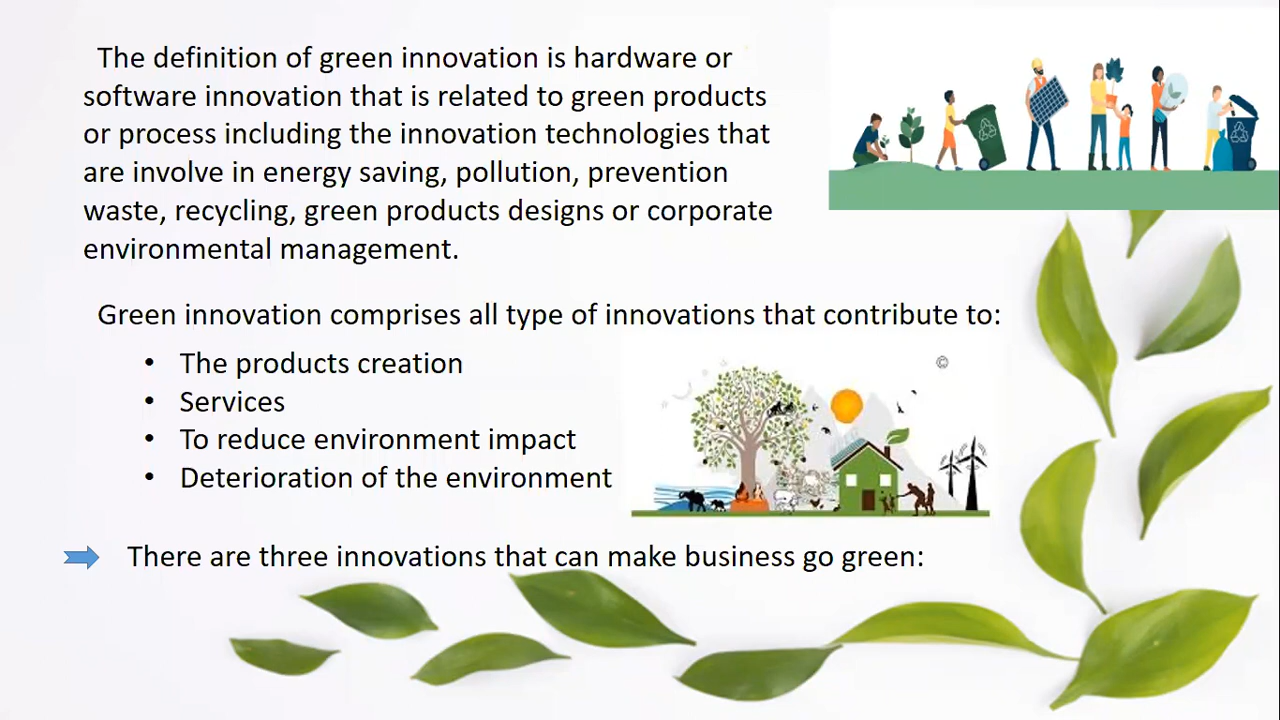 The definition of green innovation is hardware or
software innovation that is related to green products
or process including the innovation technologies that
are involve in energy saving, pollution, prevention
waste, recycling, green products designs or corporate
environmental management.
Green innovation comprises all type of innovations that contribute to:
• The products creation
• Services
• To reduce environment impact
• Deterioration of the environment
©
There are three innovations that can make business go green: